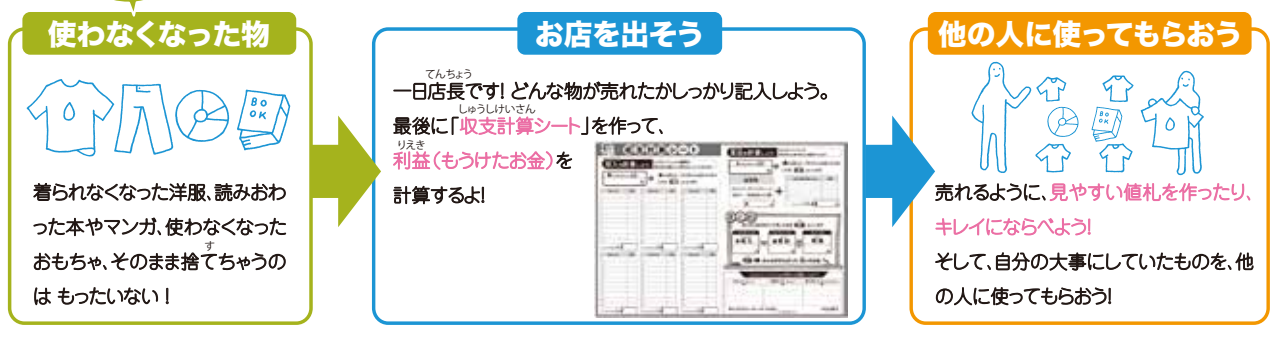 使わなくなった物
BOOK
着られなくなった洋服、読みおわ
った本やマンガ、使わなくなった
す
おもちゃ、そのまま捨てちゃうの
は もったいない！
お店を出そう
てんちょう
一日店長です! どんな物が売れたかしっかり記入しよう。
しゅうしけいさん
最後に「収支計算シート」を作って、
りえき
利益（もうけたお金）を
計算するよ!
他の人に使ってもらおう
BOOK
売れるように、見やすい値札を作ったり、
キレイにならべよう!
そして、自分の大事にしていたものを、他
の人に使ってもらおう!